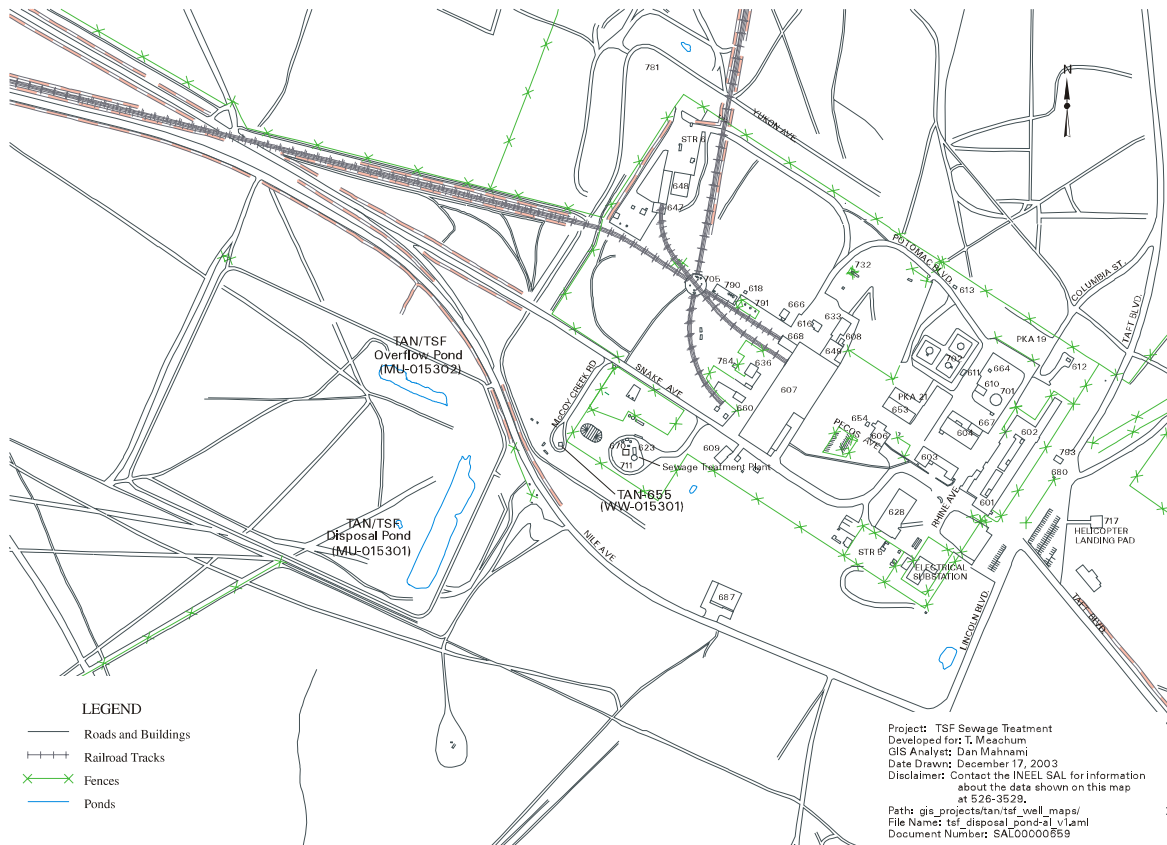 N
781
YUKON AVE
STR 6
648
647
POTOMAC BLVD.
COLUMBIA ST.
TAFT BLVD.
705
790
618
791
732
613
666
616
633
668
608
649
PKA 19
TAN/TSF
Overflow Pond
(MU-015302)
784
636
607
702
611
664
612
610
701
SNAKE AVE
McCOY CREEK RD
660
PKA 21
653
654
PECOS AVE
606
667
604
602
603
609
623
711
Sewage Treatment Plant
793
680
TAN-655
(WW-015301)
TAN/TSF
Disposal Pond
(MU-015301)
628
RHINE AVE
601
717
HELICOPTER
LANDING PAD
NILE AVE
ELECTRICAL
SUBSTATION
687
LINCOLN BLVD.
TAFT BLVD.
LEGEND
Roads and Buildings
Railroad Tracks
Fences
Ponds
Project: TSF Sewage Treatment
Developed for: T. Meachum
GIS Analyst: Dan Mahnami
Date Drawn: December 17, 2003
Disclaimer: Contact the INEEL SAL for information
about the data shown on this map
at 526-3529.
Path: gis_projects/tan/tsf_well_maps/
File Name: tsf_disposal_pond-al_v1.aml
Document Number: SAL00000659